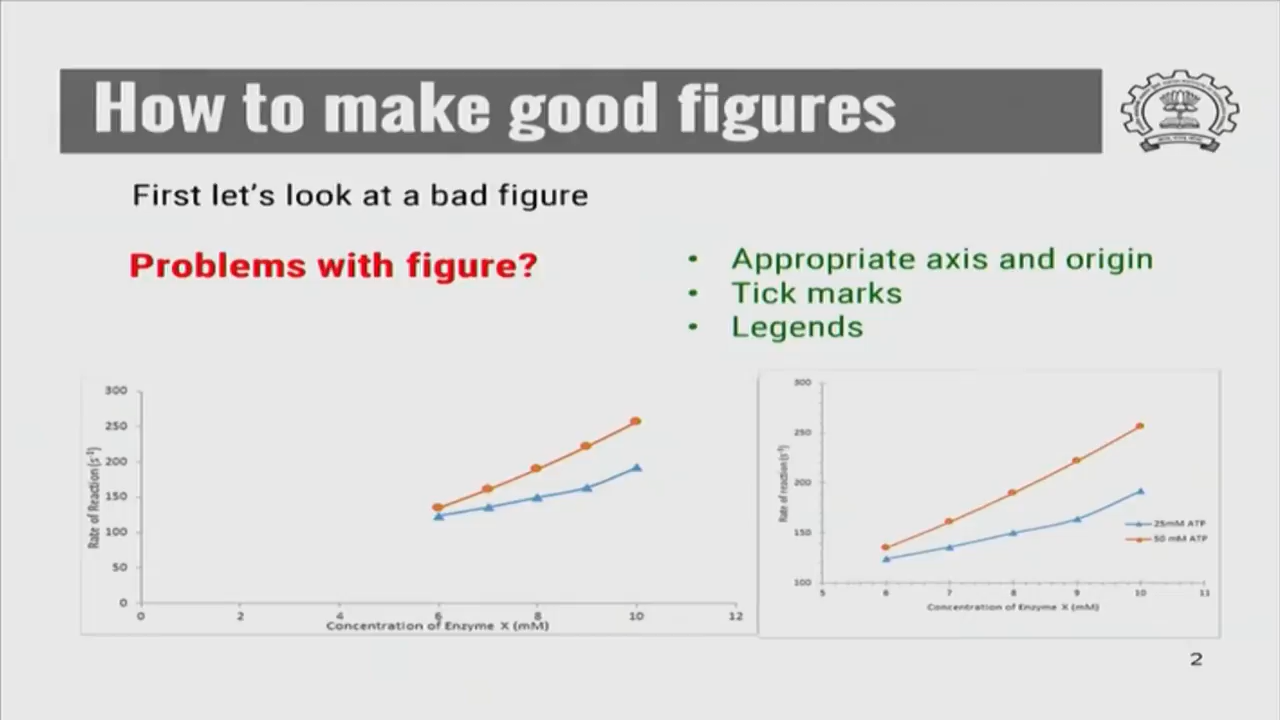 How to make good figures
First let's look at a bad figure
Problems with figure?
• Appropriate axis and origin
• Tick marks
• Legends
300
250
200
150
100
50
0
0 2 4 6 8 10 12
Rate of Reaction (s⁻¹)
Concentration of Enzyme X (mM)
300
250
200
150
100
5 6 7 8 9 10 11
Rate of reaction (s⁻¹)
Concentration of Enzyme X (mM)
25mM ATP
50 mM ATP
2